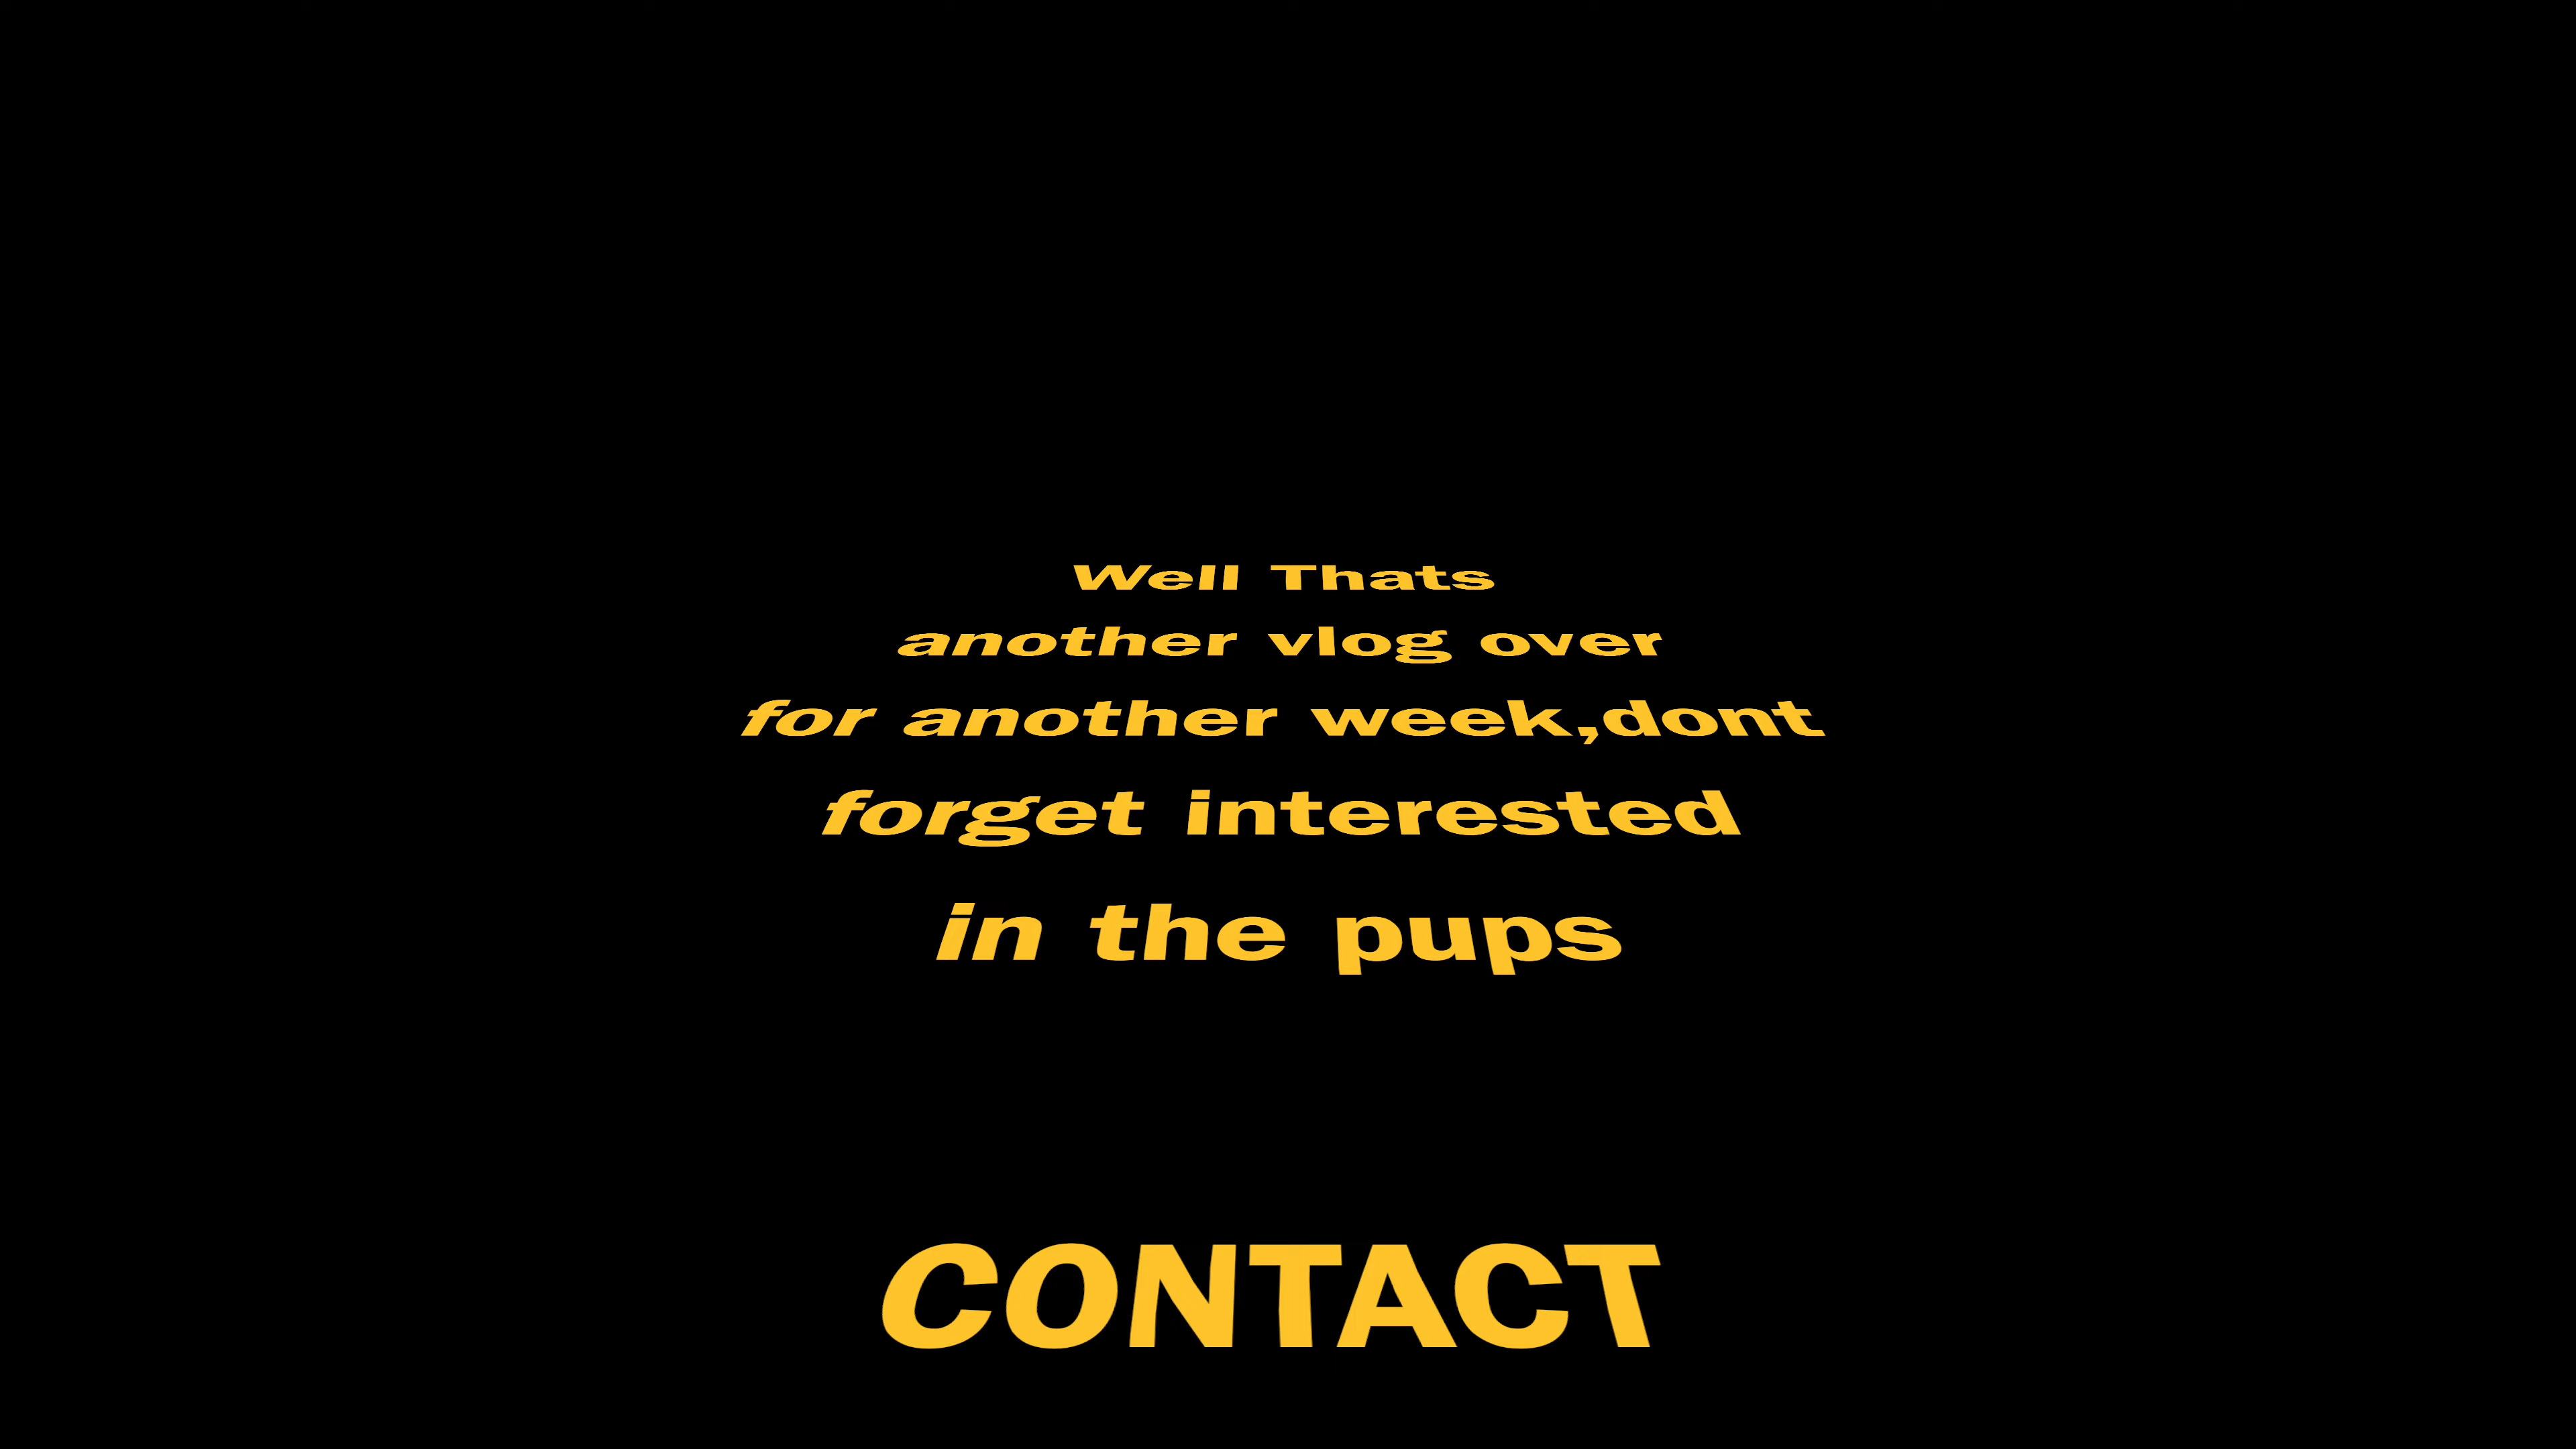 Well Thats
another vlog over
for another week,dont
forget interested
in the pups
CONTACT